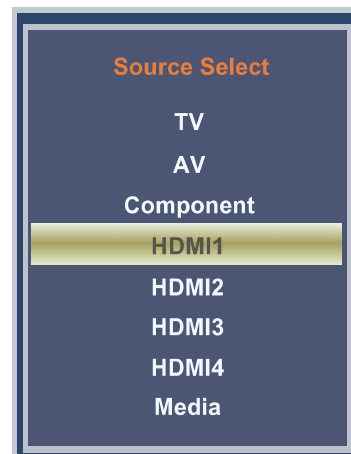 Source Select
TV
AV
Component
HDMI1
HDMI2
HDMI3
HDMI4
Media